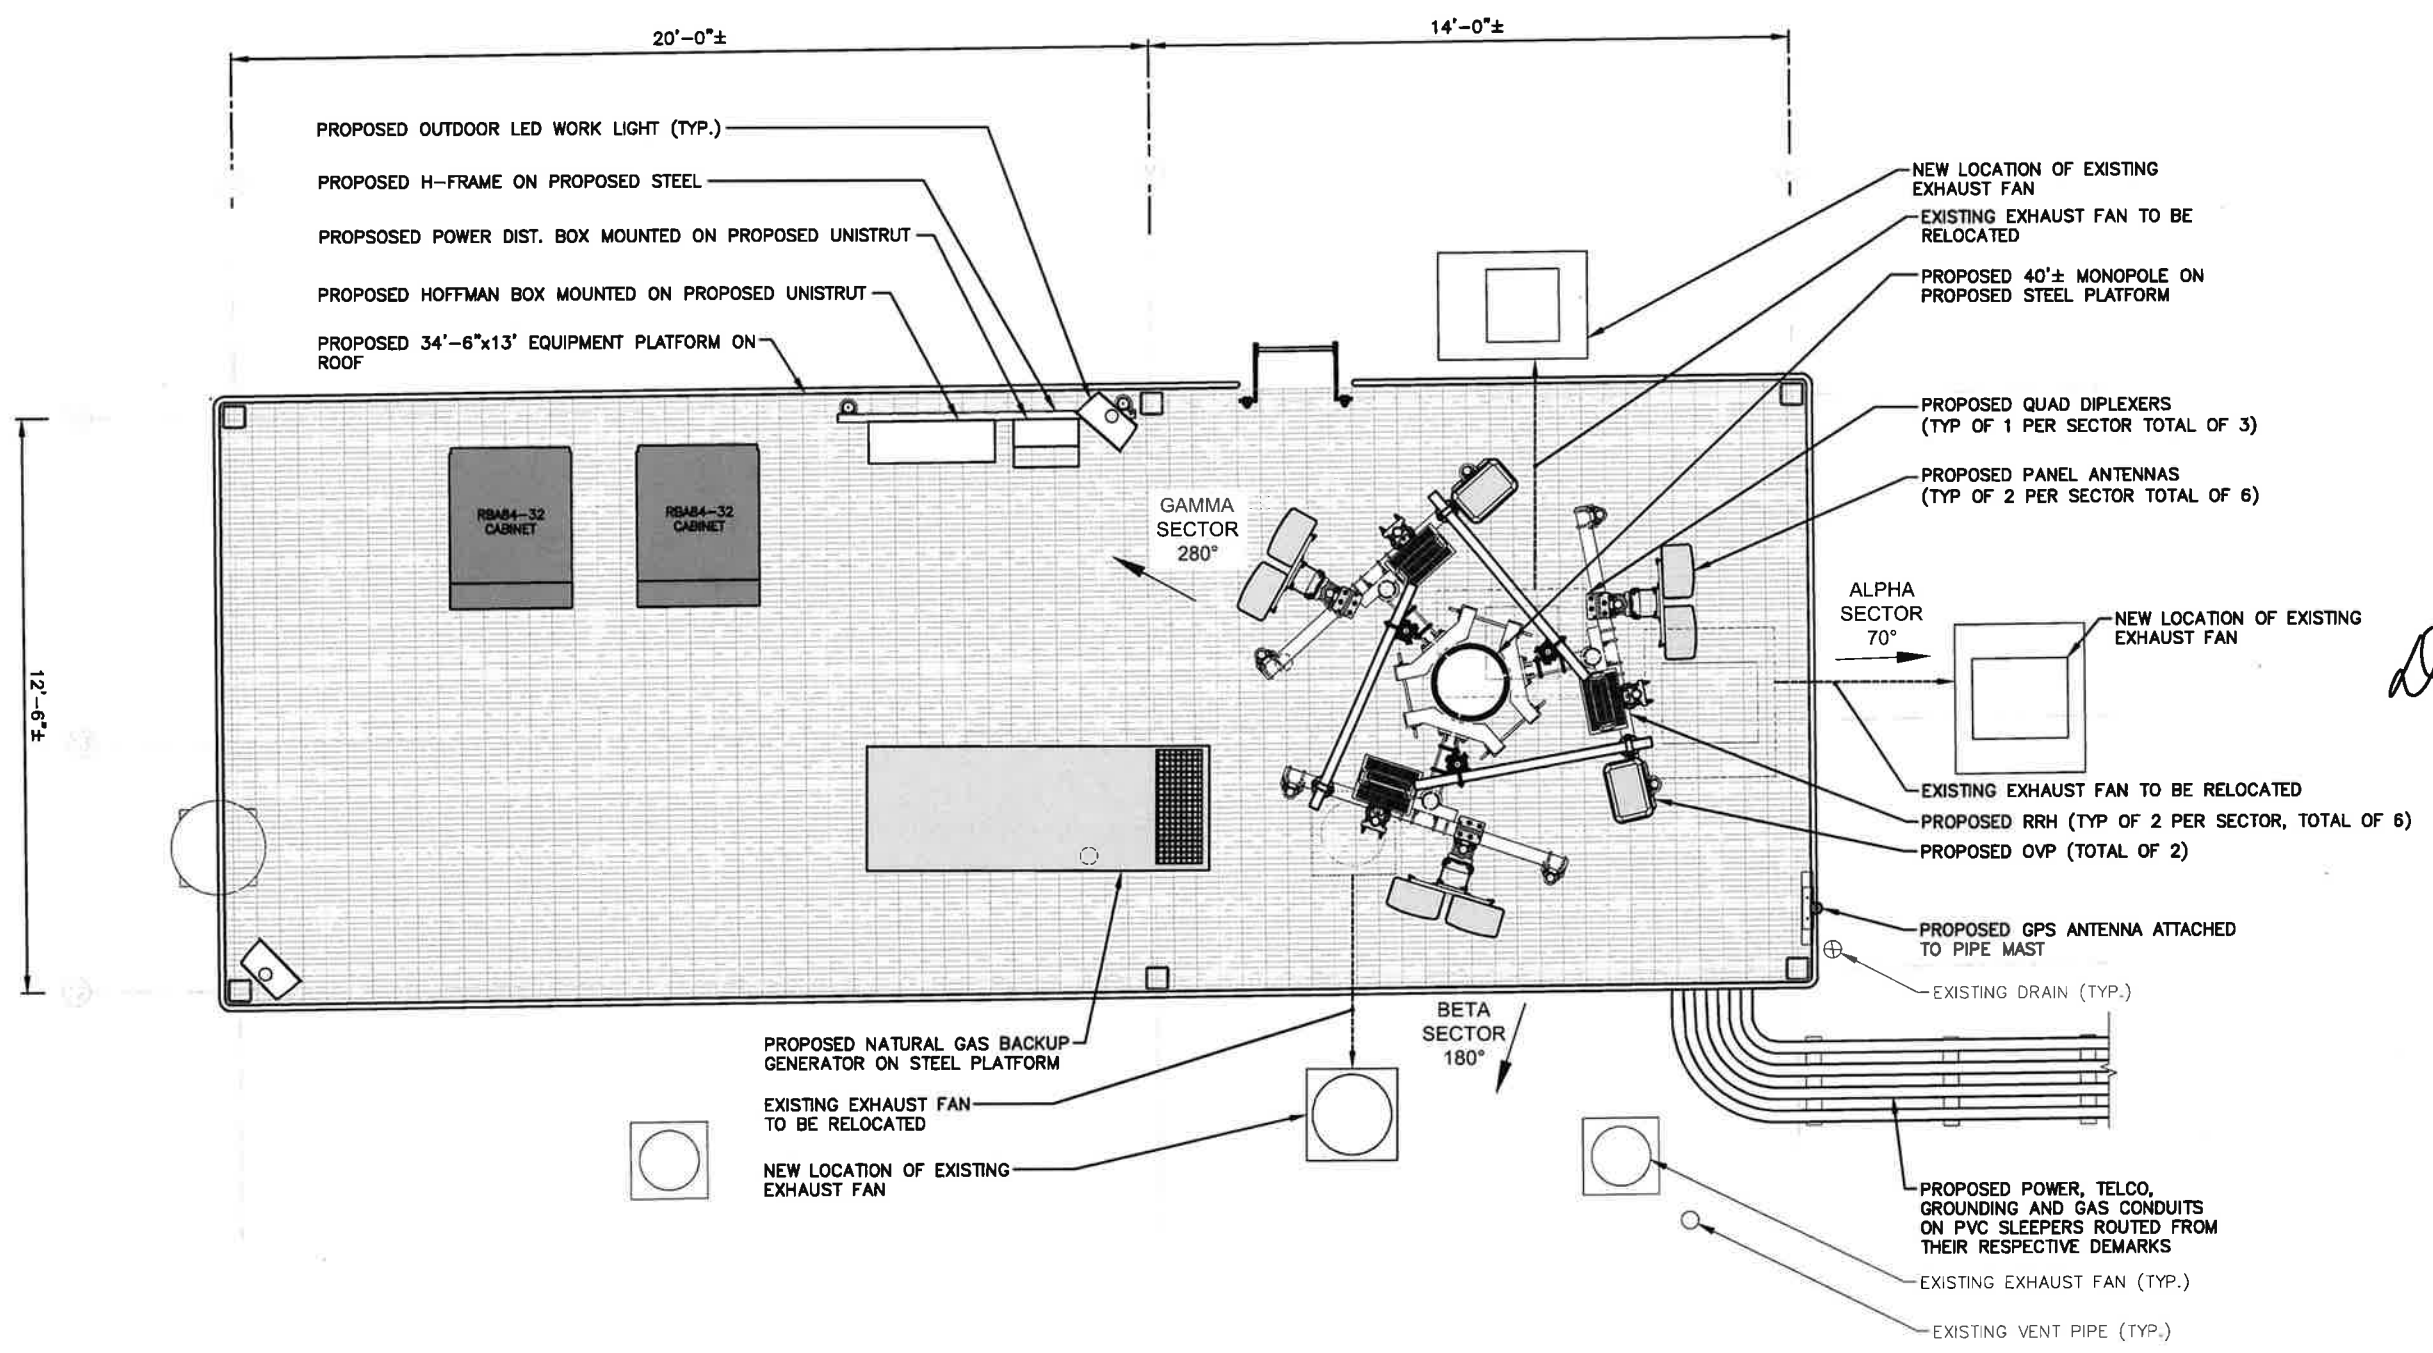 20'-0"±
14'-0"±
PROPOSED OUTDOOR LED WORK LIGHT (TYP.)
PROPOSED H-FRAME ON PROPOSED STEEL
PROPSOSED POWER DIST. BOX MOUNTED ON PROPOSED UNISTRUT
PROPOSED HOFFMAN BOX MOUNTED ON PROPOSED UNISTRUT
PROPOSED 34'-6"x13' EQUIPMENT PLATFORM ON
ROOF
NEW LOCATION OF EXISTING
EXHAUST FAN
EXISTING EXHAUST FAN TO BE
RELOCATED
PROPOSED 40'± MONOPOLE ON
PROPOSED STEEL PLATFORM
PROPOSED QUAD DIPLEXERS
(TYP OF 1 PER SECTOR TOTAL OF 3)
PROPOSED PANEL ANTENNAS
(TYP OF 2 PER SECTOR TOTAL OF 6)
RBA84-32
CABINET
RBA84-32
CABINET
GAMMA
SECTOR
280°
ALPHA
SECTOR
70°
NEW LOCATION OF EXISTING
EXHAUST FAN
12'-6"±
EXISTING EXHAUST FAN TO BE RELOCATED
PROPOSED RRH (TYP OF 2 PER SECTOR, TOTAL OF 6)
PROPOSED OVP (TOTAL OF 2)
PROPOSED GPS ANTENNA ATTACHED
TO PIPE MAST
EXISTING DRAIN (TYP.)
BETA
SECTOR
180°
PROPOSED NATURAL GAS BACKUP
GENERATOR ON STEEL PLATFORM
EXISTING EXHAUST FAN
TO BE RELOCATED
NEW LOCATION OF EXISTING
EXHAUST FAN
PROPOSED POWER, TELCO,
GROUNDING AND GAS CONDUITS
ON PVC SLEEPERS ROUTED FROM
THEIR RESPECTIVE DEMARKS
EXISTING EXHAUST FAN (TYP.)
EXISTING VENT PIPE (TYP.)